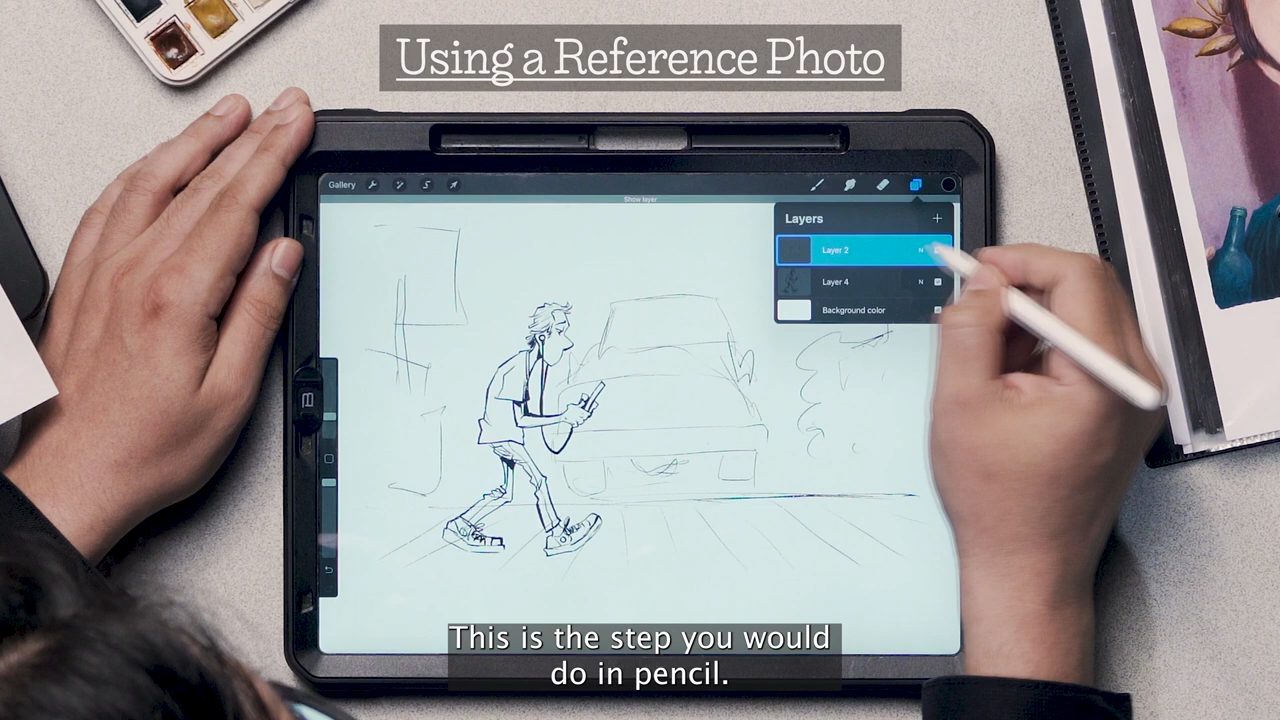 Using a Reference Photo
Gallery
Show layer
Layers
Layer 2 N
Layer 4 N
Background color
This is the step you would
do in pencil.